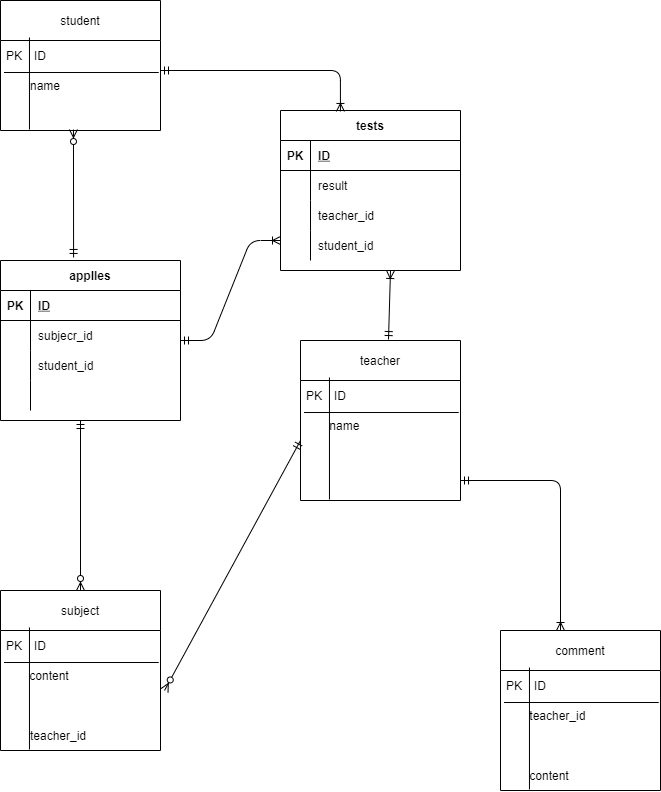 student
PK ID
name
tests
PK ID
result
teacher_id
student_id
applies
PK ID
subjecr_id
student_id
teacher
PK ID
name
subject
PK ID
content
teacher_id
comment
PK ID
teacher_id
content